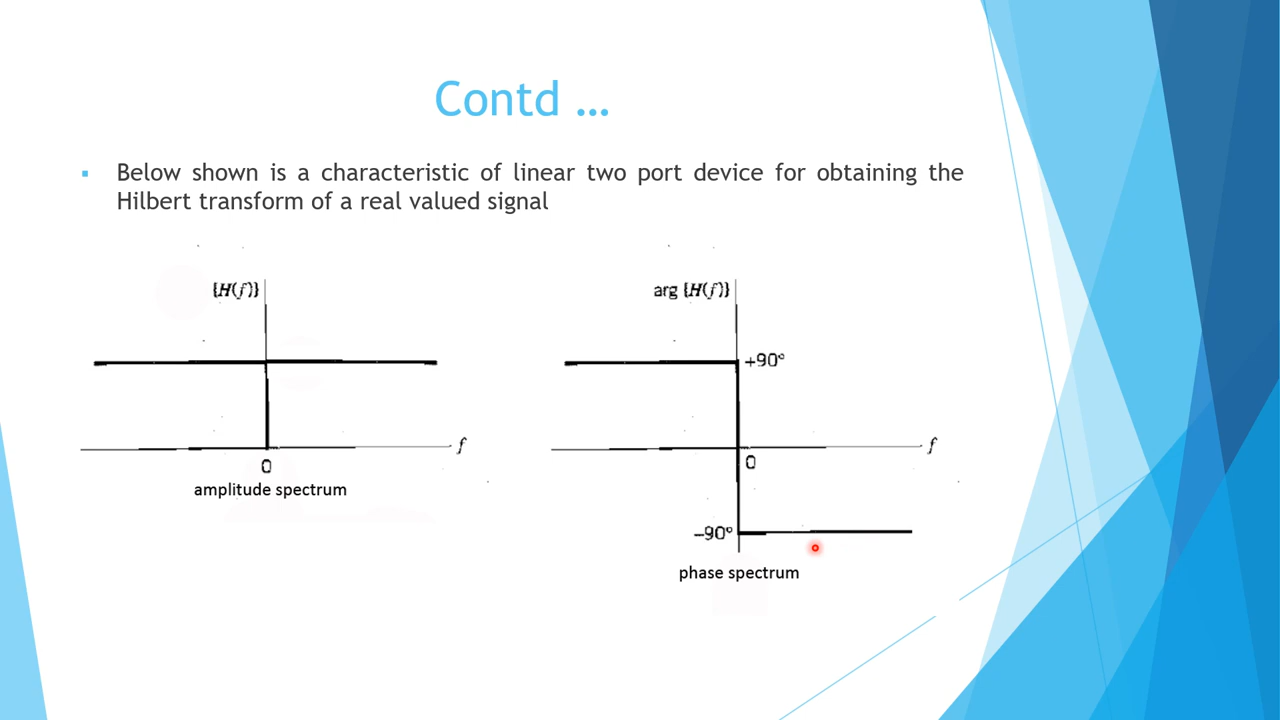 Contd …
▪ Below shown is a characteristic of linear two port device for obtaining the
Hilbert transform of a real valued signal
{H(f)}
f
0
amplitude spectrum
arg {H(f)}
+90°
f
0
−90°
phase spectrum